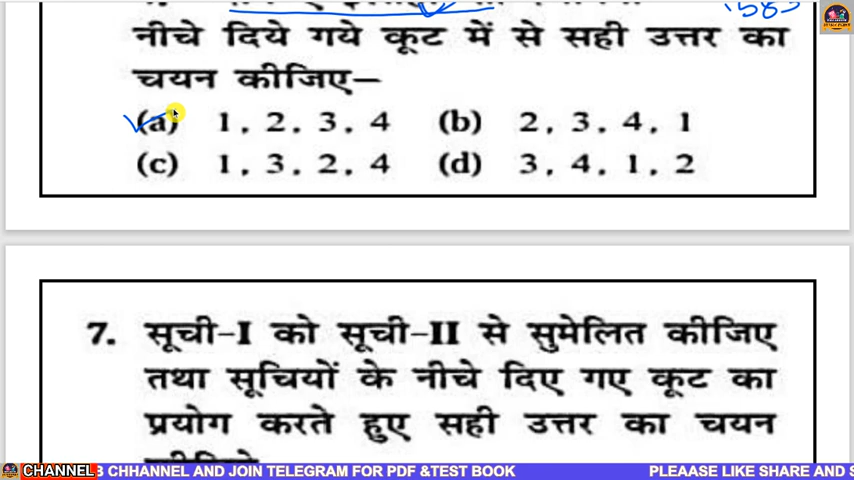 1583
नीचे दिये गये कूट में से सही उत्तर का
चयन कीजिए–
(a) 1, 2, 3, 4 (b) 2, 3, 4, 1
(c) 1, 3, 2, 4 (d) 3, 4, 1, 2
7. सूची-I को सूची-II से सुमेलित कीजिए
तथा सूचियों के नीचे दिए गए कूट का
प्रयोग करते हुए सही उत्तर का चयन
CHANNEL B CHHANNEL AND JOIN TELEGRAM FOR PDF &TEST BOOK PLEAASE LIKE SHARE AND S